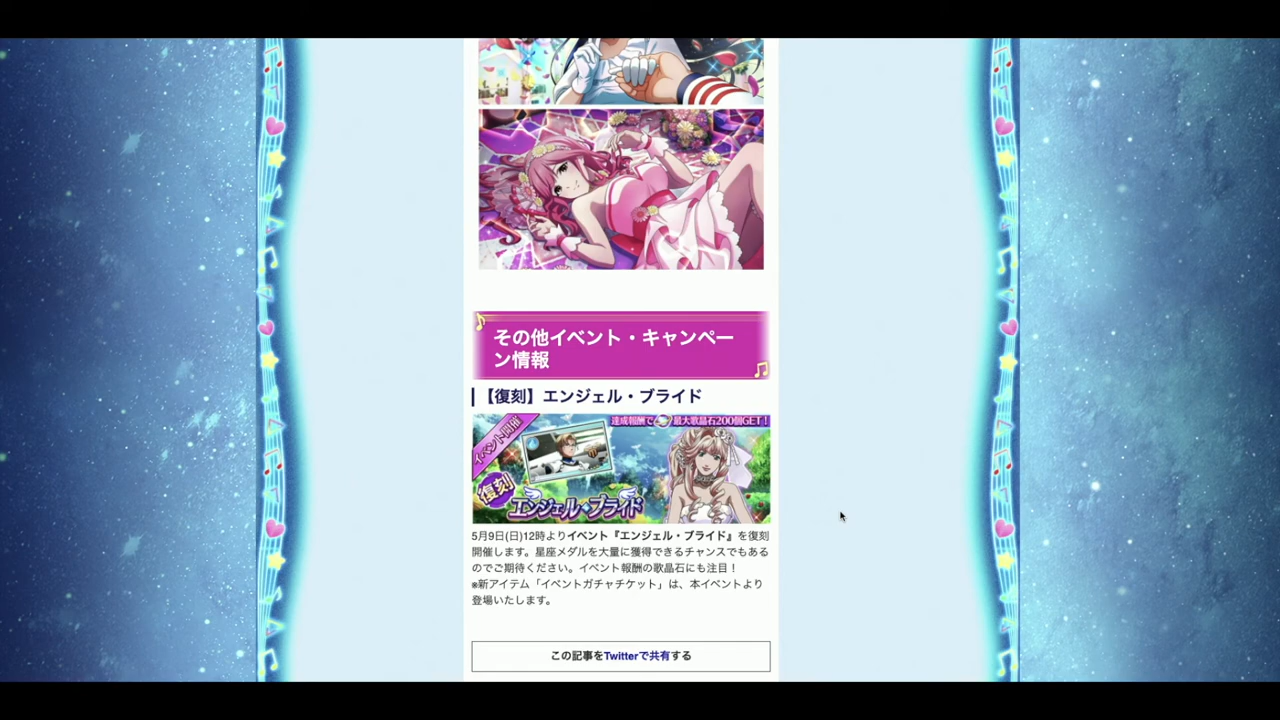 その他イベント・キャンペー
ン情報
【復刻】エンジェル・ブライド
イベント開催
達成報酬で 最大歌晶石200個GET！
復刻
エンジェル・ブライド
5月9日(日)12時よりイベント『エンジェル・ブライド』を復刻
開催します。星座メダルを大量に獲得できるチャンスでもある
のでご期待ください。イベント報酬の歌晶石にも注目！
※新アイテム「イベントガチャチケット」は、本イベントより
登場いたします。
この記事をTwitterで共有する